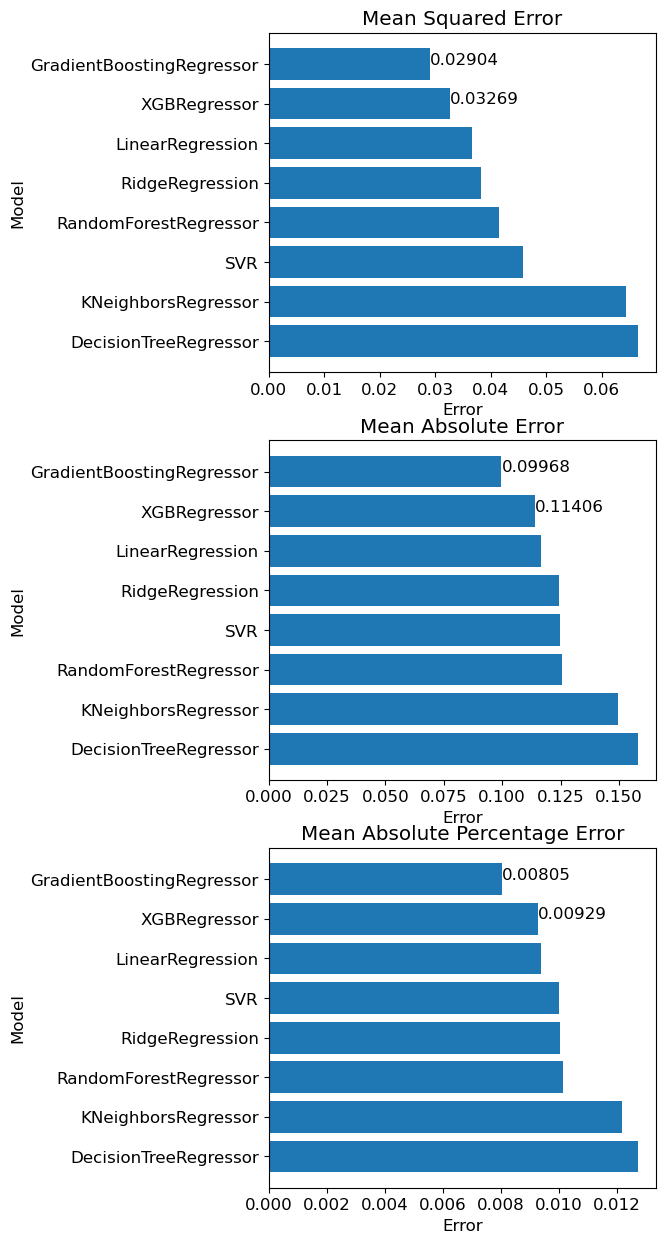 Mean Squared Error
GradientBoostingRegressor
0.02904
XGBRegressor
0.03269
LinearRegression
RidgeRegression
RandomForestRegressor
SVR
KNeighborsRegressor
DecisionTreeRegressor
Model
0.00 0.01 0.02 0.03 0.04 0.05 0.06
Error
Mean Absolute Error
GradientBoostingRegressor
0.09968
XGBRegressor
0.11406
LinearRegression
RidgeRegression
SVR
RandomForestRegressor
KNeighborsRegressor
DecisionTreeRegressor
Model
0.000 0.025 0.050 0.075 0.100 0.125 0.150
Error
Mean Absolute Percentage Error
GradientBoostingRegressor
0.00805
XGBRegressor
0.00929
LinearRegression
SVR
RidgeRegression
RandomForestRegressor
KNeighborsRegressor
DecisionTreeRegressor
Model
0.000 0.002 0.004 0.006 0.008 0.010 0.012
Error